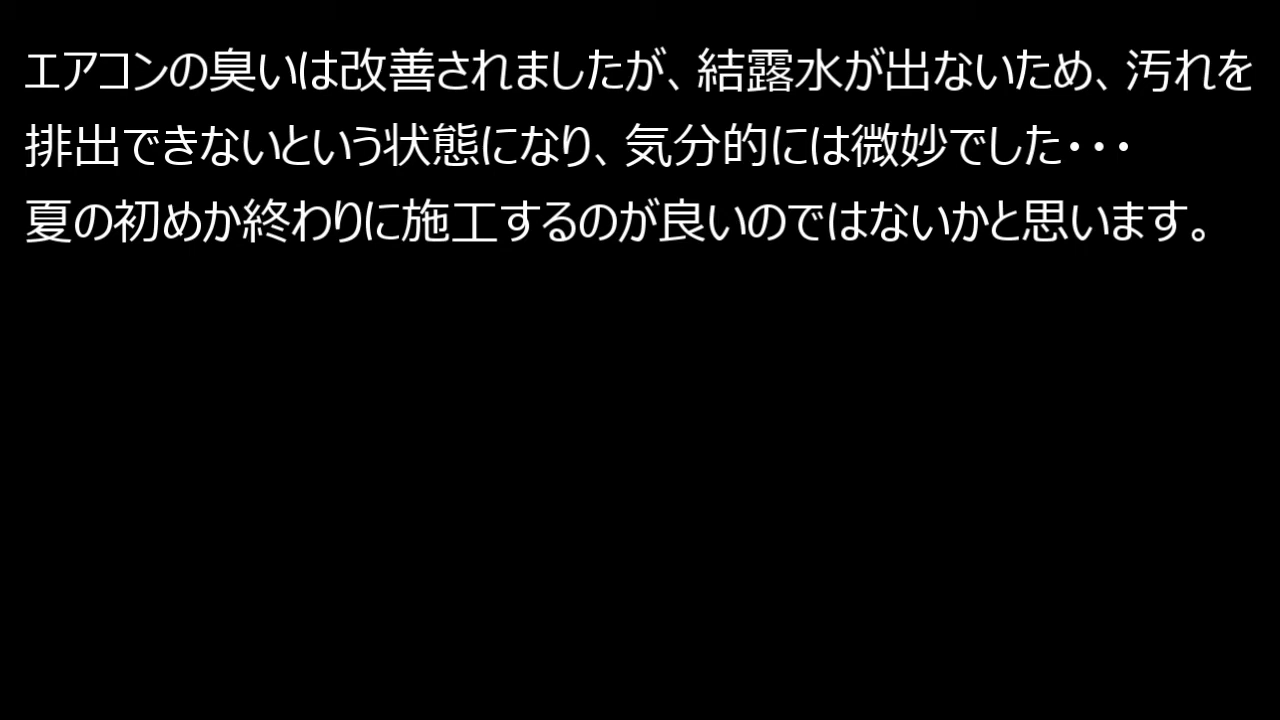 エアコンの臭いは改善されましたが、結露水が出ないため、汚れを
排出できないという状態になり、気分的には微妙でした・・・
夏の初めか終わりに施工するのが良いのではないかと思います。